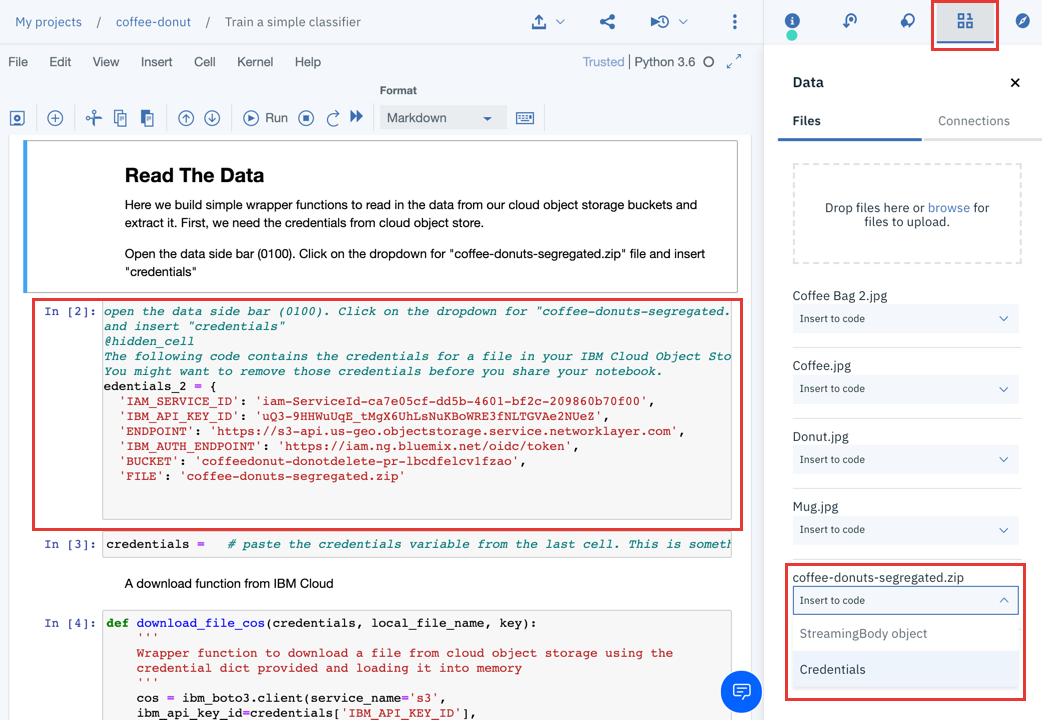 My projects / coffee-donut / Train a simple classifier
File Edit View Insert Cell Kernel Help
Trusted | Python 3.6
Format
Run
Markdown
Read The Data
Here we build simple wrapper functions to read in the data from our cloud object storage buckets and
extract it. First, we need the credentials from cloud object store.
Open the data side bar (0100). Click on the dropdown for "coffee-donuts-segregated.zip" file and insert
"credentials"
In [2]:
open the data side bar (0100). Click on the dropdown for "coffee-donuts-segregated.
and insert "credentials"
@hidden_cell
The following code contains the credentials for a file in your IBM Cloud Object Sto
You might want to remove those credentials before you share your notebook.
edentials_2 = {
'IAM_SERVICE_ID': 'iam-ServiceId-ca7e05cf-dd5b-4601-bf2c-209860b70f00',
'IBM_API_KEY_ID': 'uQ3-9HHWuUqE_tMgX6UhLsNuKBoWRE3fNLTGVAe2NUeZ',
'ENDPOINT': 'https://s3-api.us-geo.objectstorage.service.networklayer.com',
'IBM_AUTH_ENDPOINT': 'https://iam.ng.bluemix.net/oidc/token',
'BUCKET': 'coffeedonut-donotdelete-pr-lbcdfelcv1fzao',
'FILE': 'coffee-donuts-segregated.zip'
In [3]: credentials = # paste the credentials variable from the last cell. This is someth
A download function from IBM Cloud
In [4]: def download_file_cos(credentials, local_file_name, key):
'''
Wrapper function to download a file from cloud object storage using the
credential dict provided and loading it into memory
'''
cos = ibm_boto3.client(service_name='s3',
ibm_api_key_id=credentials['IBM_API_KEY_ID'],
Data
Files Connections
Drop files here or browse for
files to upload.
Coffee Bag 2.jpg
Insert to code
Coffee.jpg
Insert to code
Donut.jpg
Insert to code
Mug.jpg
Insert to code
coffee-donuts-segregated.zip
Insert to code
StreamingBody object
Credentials